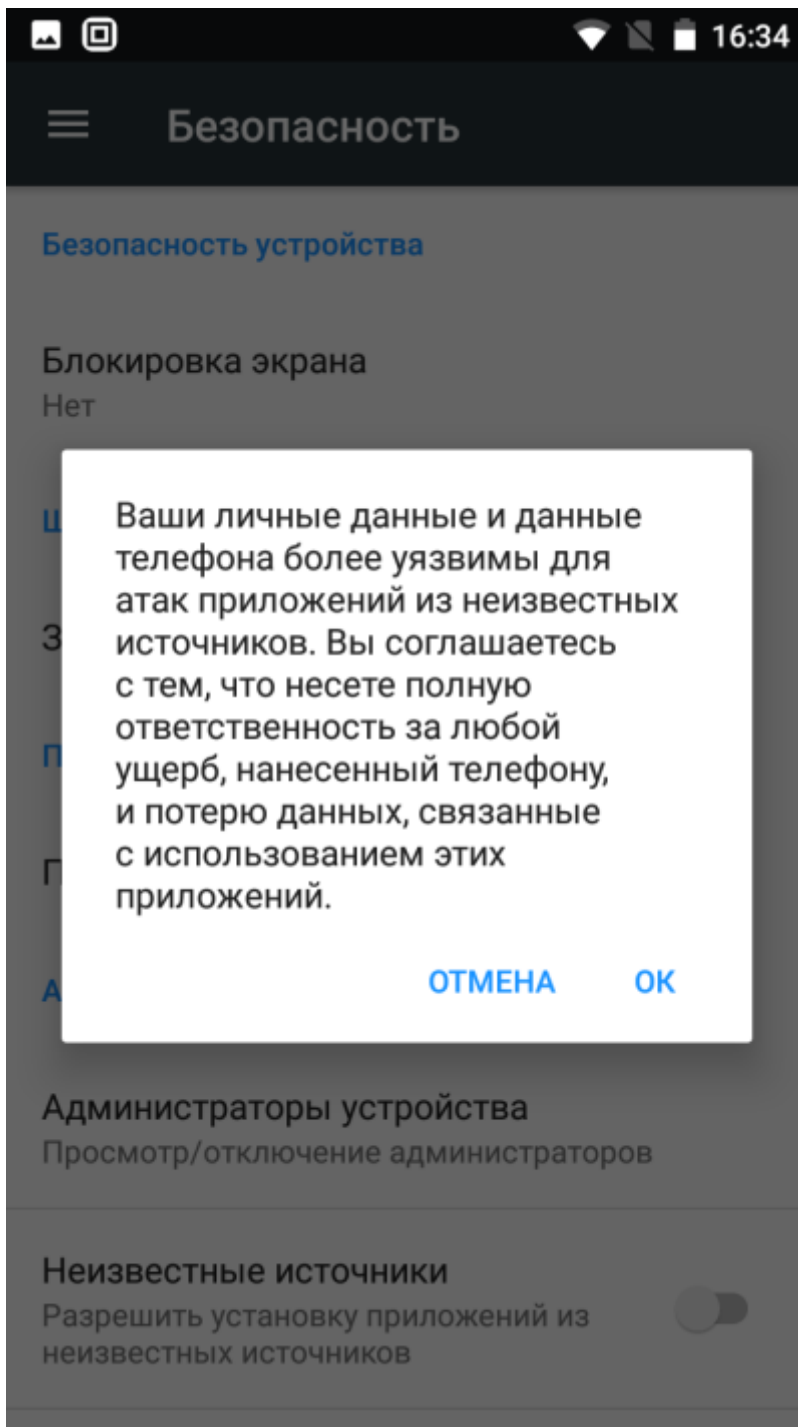 16:34
Безопасность
Безопасность устройства
Блокировка экрана
Нет
Ваши личные данные и данные
телефона более уязвимы для
атак приложений из неизвестных
источников. Вы соглашаетесь
с тем, что несете полную
ответственность за любой
ущерб, нанесенный телефону,
и потерю данных, связанные
с использованием этих
приложений.
ОТМЕНА ОК
Администраторы устройства
Просмотр/отключение администраторов
Неизвестные источники
Разрешить установку приложений из
неизвестных источников